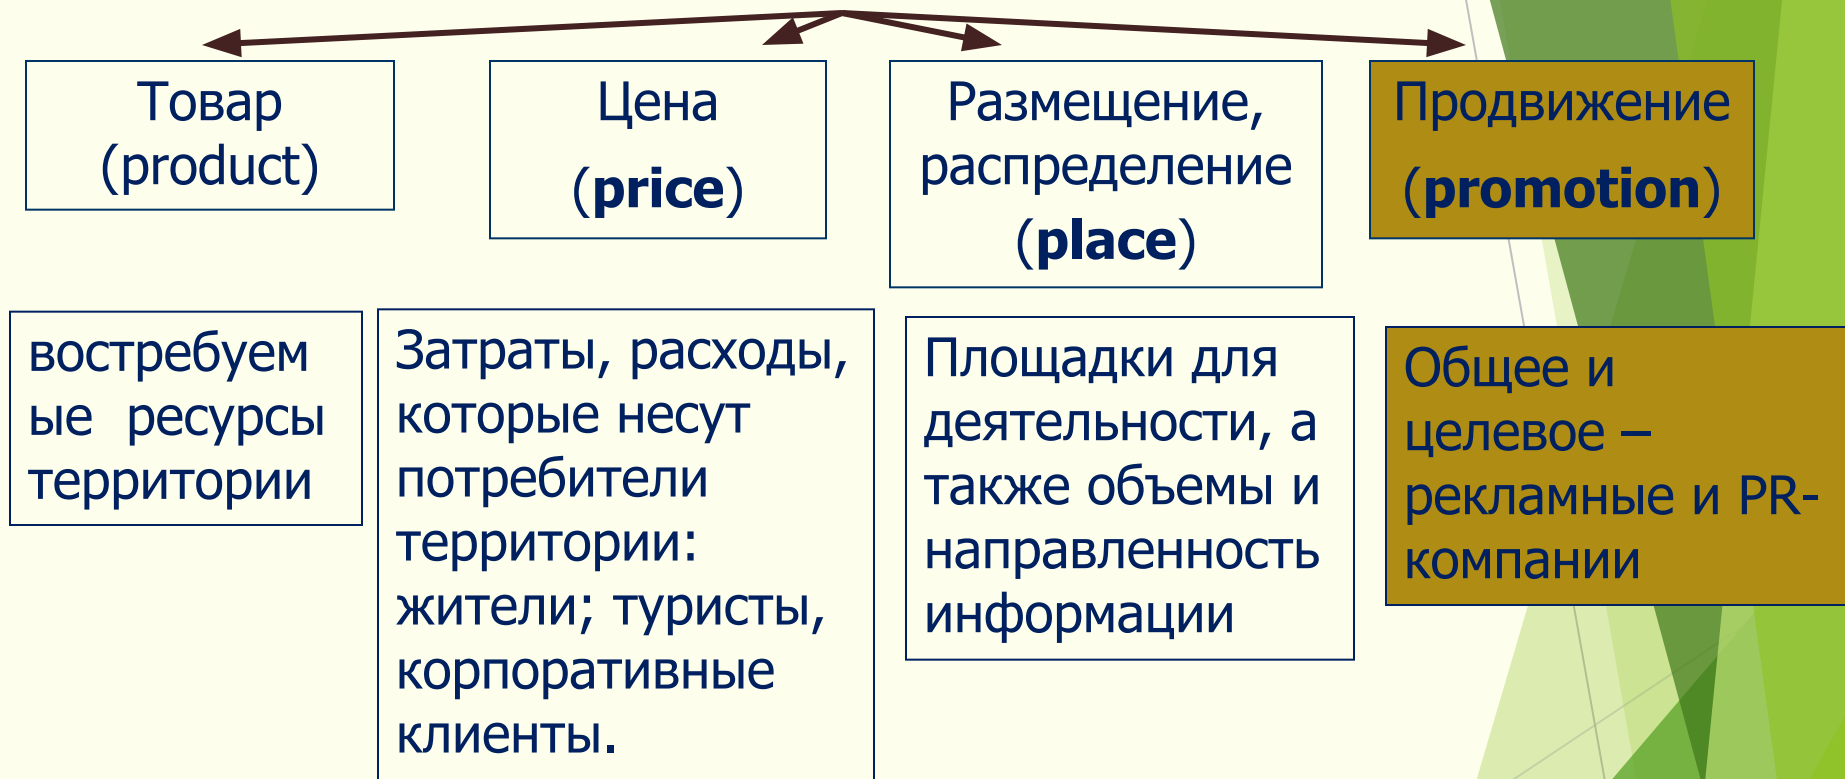 Товар
(product)
Цена
(price)
Размещение,
распределение
(place)
Продвижение
(promotion)
востребуем
ые ресурсы
территории
Затраты, расходы,
которые несут
потребители
территории:
жители; туристы,
корпоративные
клиенты.
Площадки для
деятельности, а
также объемы и
направленность
информации
Общее и
целевое –
рекламные и PR-
компании